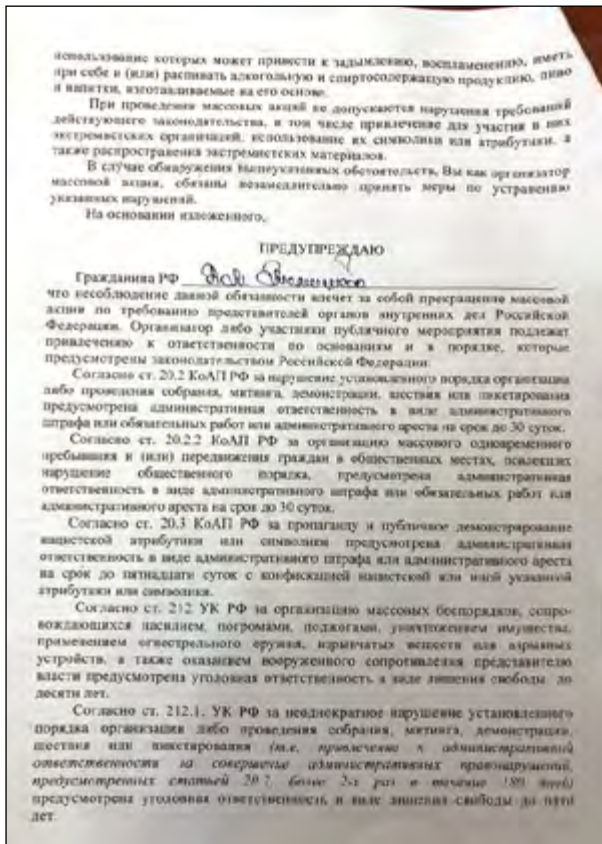 использование которых может привести к задымлению, воспламенению, иметь
при себе и (или) распивать алкогольную и спиртосодержащую продукцию, пиво
и напитки, изготавливаемые на его основе.
При проведении массовых акций не допускаются нарушения требований
действующего законодательства, в том числе привлечение для участия в них
экстремистских организаций, использование их символики или атрибутики, а
также распространения экстремистских материалов.
В случае обнаружения вышеуказанных обстоятельств, Вы как организатор
массовой акции, обязаны незамедлительно принять меры по устранению
указанных нарушений.
На основании изложенного,
ПРЕДУПРЕЖДАЮ
Гражданина РФ
что несоблюдение данной обязанности влечет за собой прекращение массовой
акции по требованию представителей органов внутренних дел Российской
Федерации. Организатор либо участники публичного мероприятия подлежат
привлечению к ответственности по основаниям и в порядке, которые
предусмотрены законодательством Российской Федерации.
Согласно ст. 20.2 КоАП РФ за нарушение установленного порядка организации
либо проведения собрания, митинга, демонстрации, шествия или пикетирования
предусмотрена административная ответственность в виде административного
штрафа или обязательных работ или административного ареста на срок до 30 суток.
Согласно ст. 20.2.2 КоАП РФ за организацию массового одновременного
пребывания и (или) передвижения граждан в общественных местах, повлекших
нарушение общественного порядка, предусмотрена административная
ответственность в виде административного штрафа или обязательных работ или
административного ареста на срок до 30 суток.
Согласно ст. 20.3 КоАП РФ за пропаганду и публичное демонстрирование
нацистской атрибутики или символики предусмотрена административная
ответственность в виде административного штрафа или административного ареста
на срок до пятнадцати суток с конфискацией нацистской или иной указанной
атрибутики или символики.
Согласно ст. 212 УК РФ за организацию массовых беспорядков, сопро-
вождающихся насилием, погромами, поджогами, уничтожением имущества,
применением огнестрельного оружия, взрывчатых веществ или взрывных
устройств, а также оказанием вооруженного сопротивления представителю
власти предусмотрена уголовная ответственность в виде лишения свободы до
десяти лет.
Согласно ст. 212.1. УК РФ за неоднократное нарушение установленного
порядка организации либо проведения собрания, митинга, демонстрации,
шествия или пикетирования (т.е. привлечение к административной
ответственности за совершение административных правонарушений,
предусмотренных статьей 20.2. более 2-х раз в течение 180 дней)
предусмотрена уголовная ответственность в виде лишения свободы до пяти
лет.